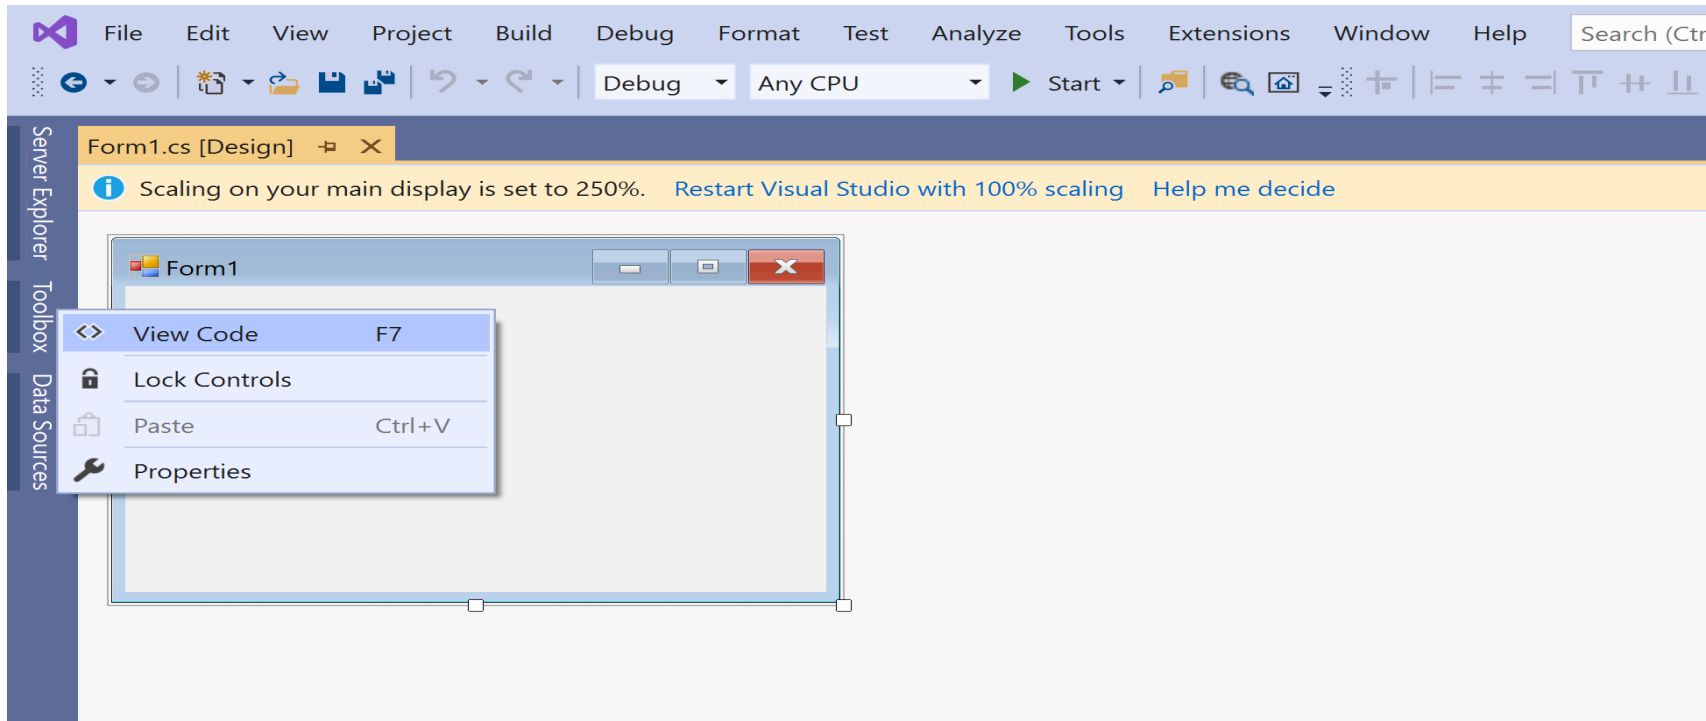 File Edit View Project Build Debug Format Test Analyze Tools Extensions Window Help Search (Ctr
Debug Any CPU Start
Form1.cs [Design]
Scaling on your main display is set to 250%. Restart Visual Studio with 100% scaling Help me decide
Server Explorer
Toolbox
Data Sources
Form1
View Code F7
Lock Controls
Paste Ctrl+V
Properties